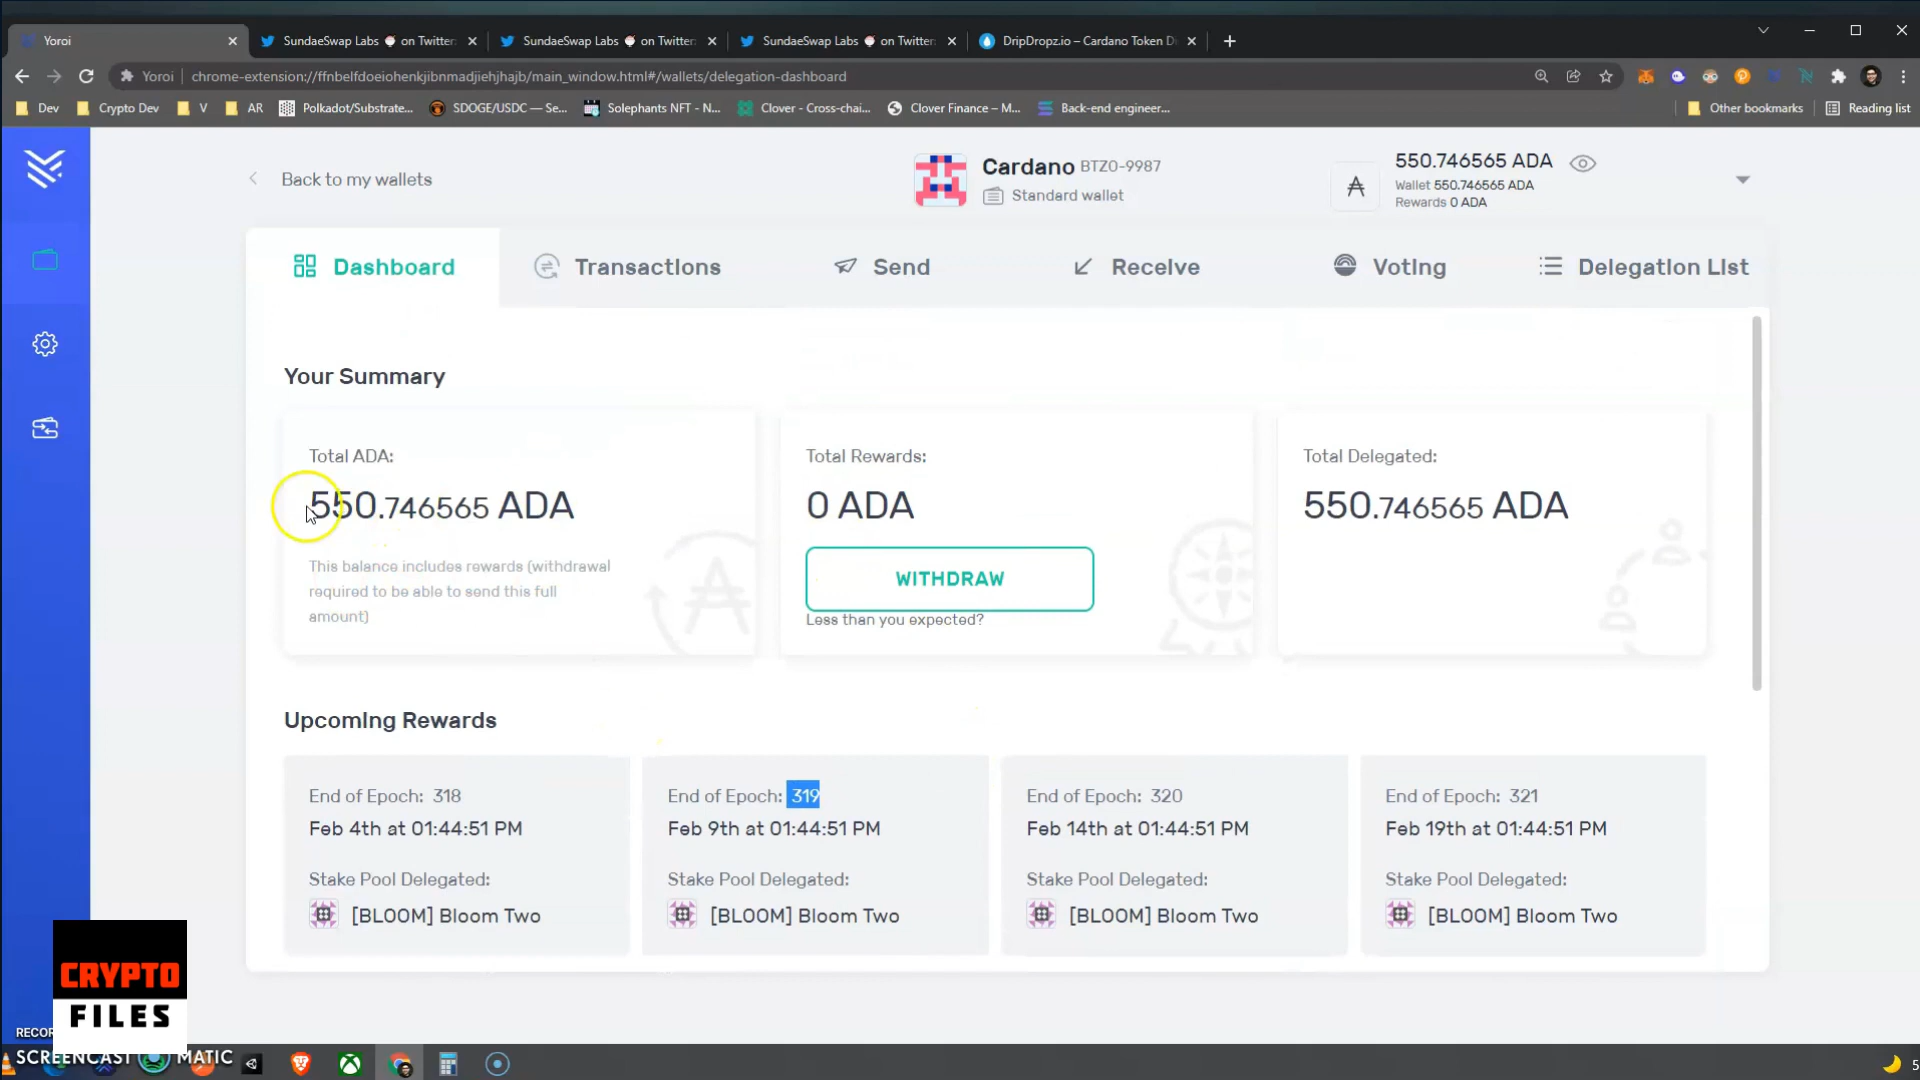 Yoroi
SundaeSwap Labs on Twitter:
SundaeSwap Labs on Twitter:
SundaeSwap Labs on Twitter:
DripDropz.io – Cardano Token D
Yoroi | chrome-extension://ffnbelfdoeiohenkjibnmadjiehjhajb/main_window.html#/wallets/delegation-dashboard
Dev
Crypto Dev
V
AR
Polkadot/Substrate...
SDOGE/USDC — Se...
Solephants NFT - N...
Clover - Cross-chai...
Clover Finance – M...
Back-end engineer...
Other bookmarks
Reading list
Back to my wallets
Cardano BTZO-9987
Standard wallet
550.746565 ADA
Wallet 550.746565 ADA
Rewards 0 ADA
Dashboard
Transactions
Send
Receive
Voting
Delegation List
Your Summary
Total ADA:
550.746565 ADA
This balance includes rewards (withdrawal
required to be able to send this full
amount)
Total Rewards:
0 ADA
WITHDRAW
Less than you expected?
Total Delegated:
550.746565 ADA
Upcoming Rewards
End of Epoch: 318
Feb 4th at 01:44:51 PM
Stake Pool Delegated:
[BLOOM] Bloom Two
End of Epoch: 319
Feb 9th at 01:44:51 PM
Stake Pool Delegated:
[BLOOM] Bloom Two
End of Epoch: 320
Feb 14th at 01:44:51 PM
Stake Pool Delegated:
[BLOOM] Bloom Two
End of Epoch: 321
Feb 19th at 01:44:51 PM
Stake Pool Delegated:
[BLOOM] Bloom Two
CRYPTO
FILES
RECOR
SCREENCAST MATIC
5